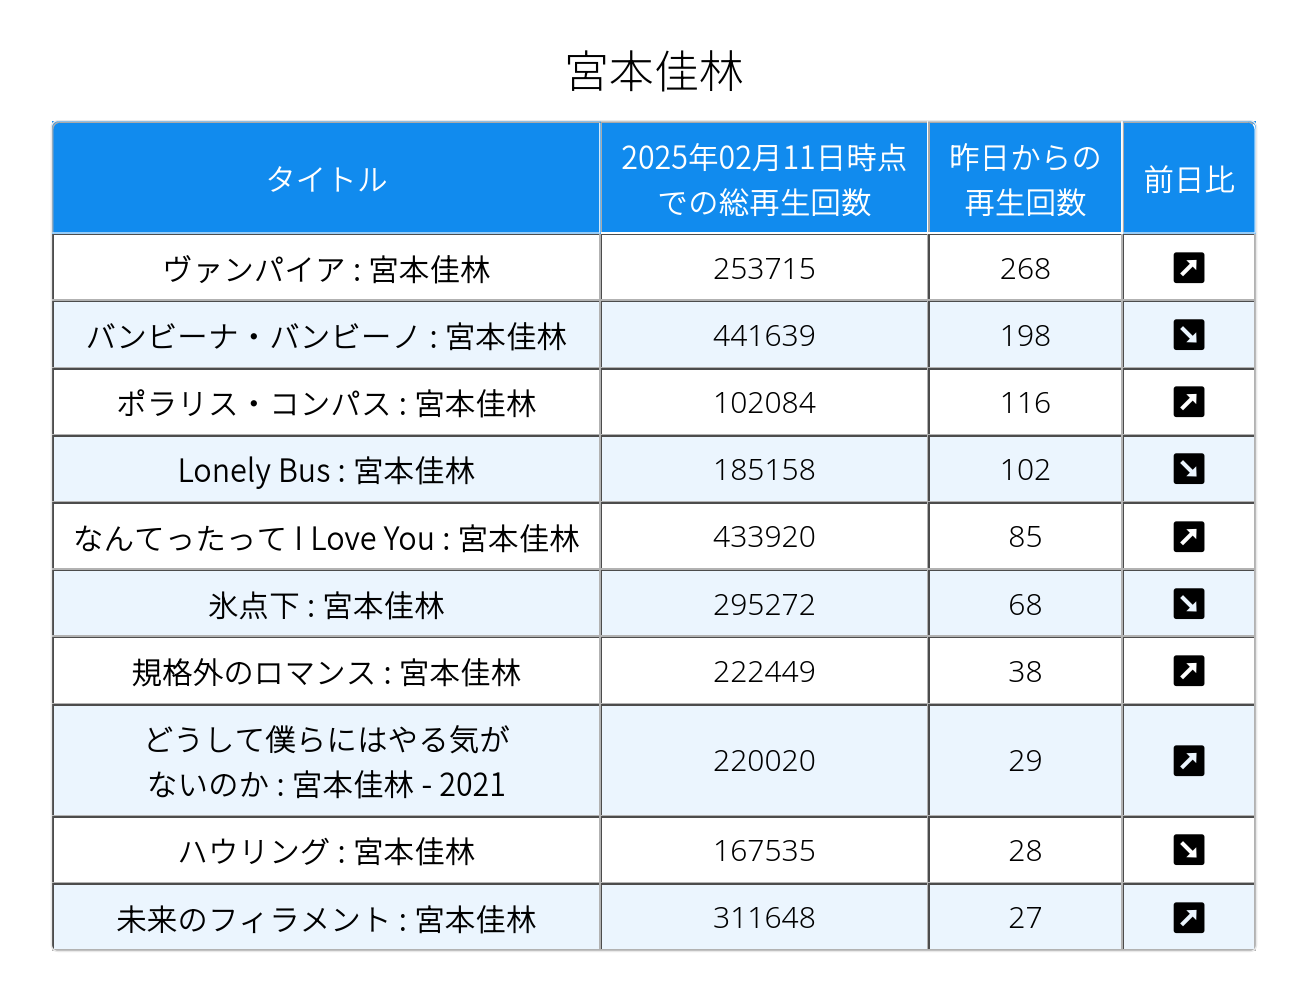 宮本佳林
タイトル
2025年02月11日時点
での総再生回数
昨日からの
再生回数
前日比
ヴァンパイア : 宮本佳林 253715 268 ↗
バンビーナ・バンビーノ : 宮本佳林 441639 198 ↘
ポラリス・コンパス : 宮本佳林 102084 116 ↗
Lonely Bus : 宮本佳林 185158 102 ↘
なんてったって I Love You : 宮本佳林 433920 85 ↗
氷点下 : 宮本佳林 295272 68 ↘
規格外のロマンス : 宮本佳林 222449 38 ↗
どうして僕らにはやる気が
ないのか : 宮本佳林 - 2021 220020 29 ↗
ハウリング : 宮本佳林 167535 28 ↘
未来のフィラメント : 宮本佳林 311648 27 ↗